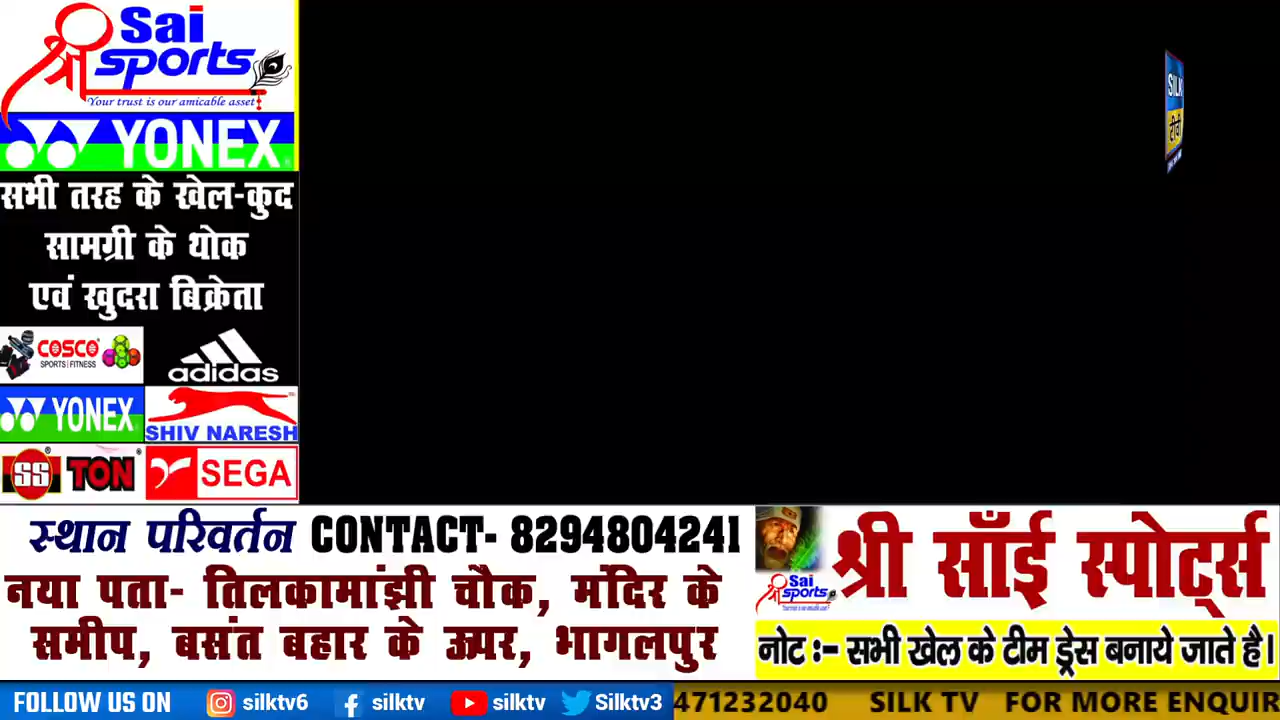 श्री Sai
sports
Your trust is our amicable asset
YONEX
सभी तरह के खेल-कुद
सामग्री के थोक
एवं खुदरा बिक्रेता
COSCO
SPORTS | FITNESS
adidas
YONEX
SHIV NARESH
SS TON
SEGA
SILK
टीवी
स्थान परिवर्तन CONTACT- 8294804241
नया पता- तिलकामांझी चौक, मंदिर के
समीप, बसंत बहार के ऊपर, भागलपुर
श्री Sai
sports
श्री साँई स्पोर्ट्स
नोट :- सभी खेल के टीम ड्रेस बनाये जाते है।
FOLLOW US ON silktv6 silktv silktv Silktv3 471232040 SILK TV FOR MORE ENQUIR